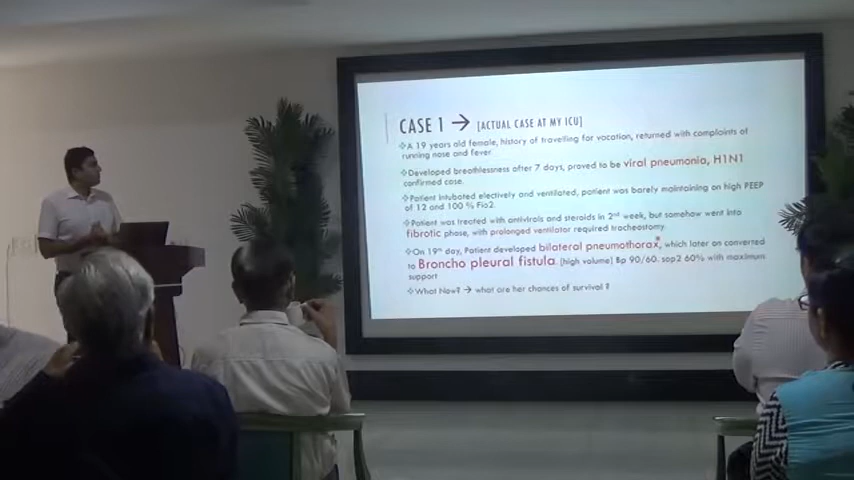 CASE 1 → [ACTUAL CASE AT MY ICU]
❖A 19 years old female, history of travelling for vacation, returned with complaints of
running nose and fever.
❖Developed breathlessness after 7 days, proved to be viral pneumonia, H1N1
confirmed case.
❖Patient intubated electively and ventilated, patient was barely maintaining on high PEEP
of 12 and 100 % Fio2.
❖Patient was treated with antivirals and steroids in 2nd week, but somehow went into
fibrotic phase, with prolonged ventilator required tracheostomy.
❖On 19th day, Patient developed bilateral pneumothorax, which later on converted
to Broncho pleural fistula. [high volume] Bp 90/60. sao2 60% with maximum
support
❖What Now? → what are her chances of survival ?